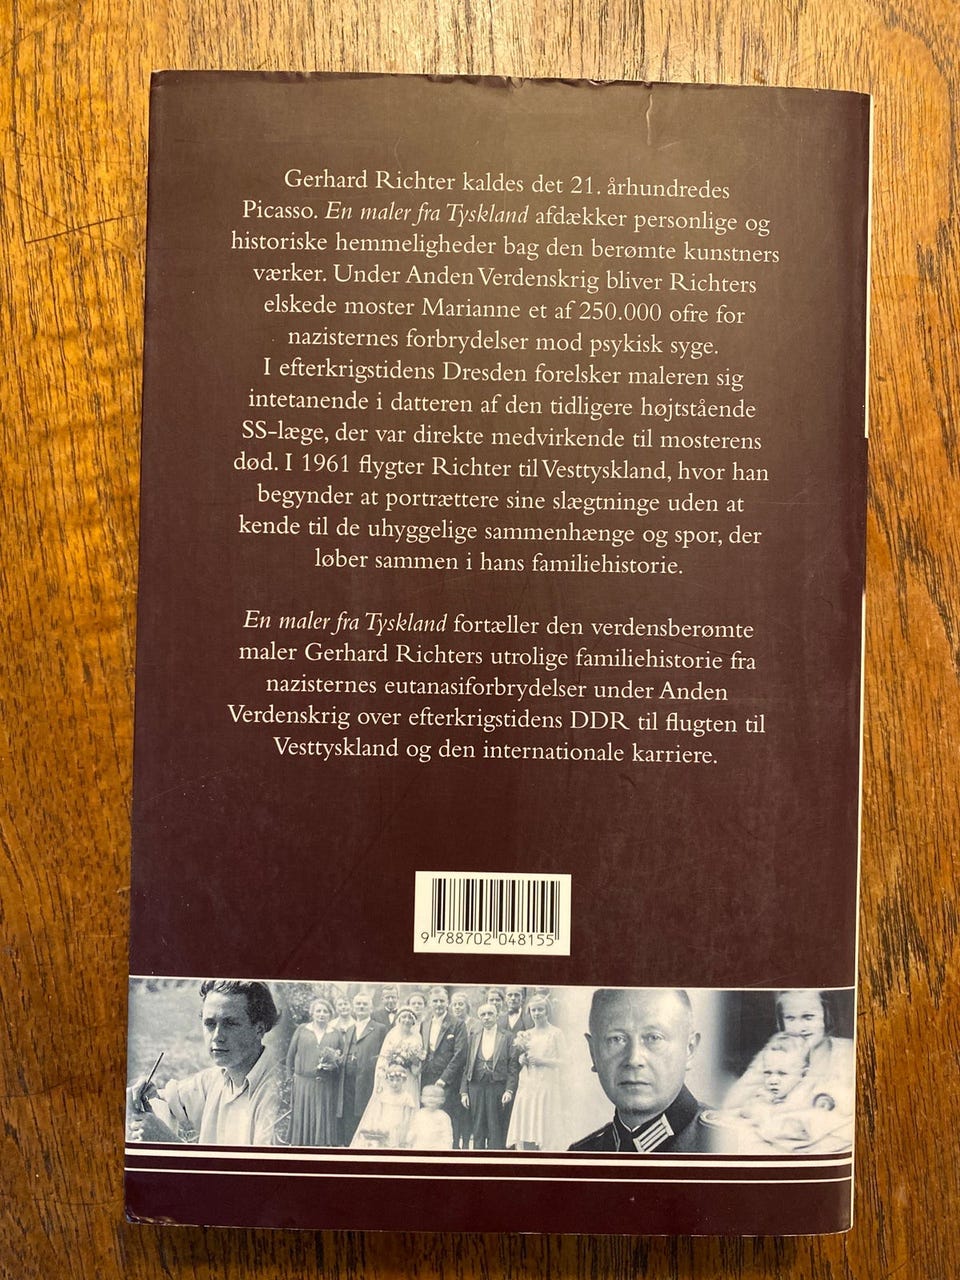 Gerhard Richter kaldes det 21. århundredes
Picasso. En maler fra Tyskland afdækker personlige og
historiske hemmeligheder bag den berømte kunstners
værker. Under Anden Verdenskrig bliver Richters
elskede moster Marianne et af 250.000 ofre for
nazisternes forbrydelser mod psykisk syge.
I efterkrigstidens Dresden forelsker maleren sig
intetanende i datteren af den tidligere højtstående
SS-læge, der var direkte medvirkende til mosterens
død. I 1961 flygter Richter til Vesttyskland, hvor han
begynder at portrættere sine slægtninge uden at
kende til de uhyggelige sammenhænge og spor, der
løber sammen i hans familiehistorie.
En maler fra Tyskland fortæller den verdensberømte
maler Gerhard Richters utrolige familiehistorie fra
nazisternes eutanasiforbrydelser under Anden
Verdenskrig over efterkrigstidens DDR til flugten til
Vesttyskland og den internationale karriere.
9 788702 048155